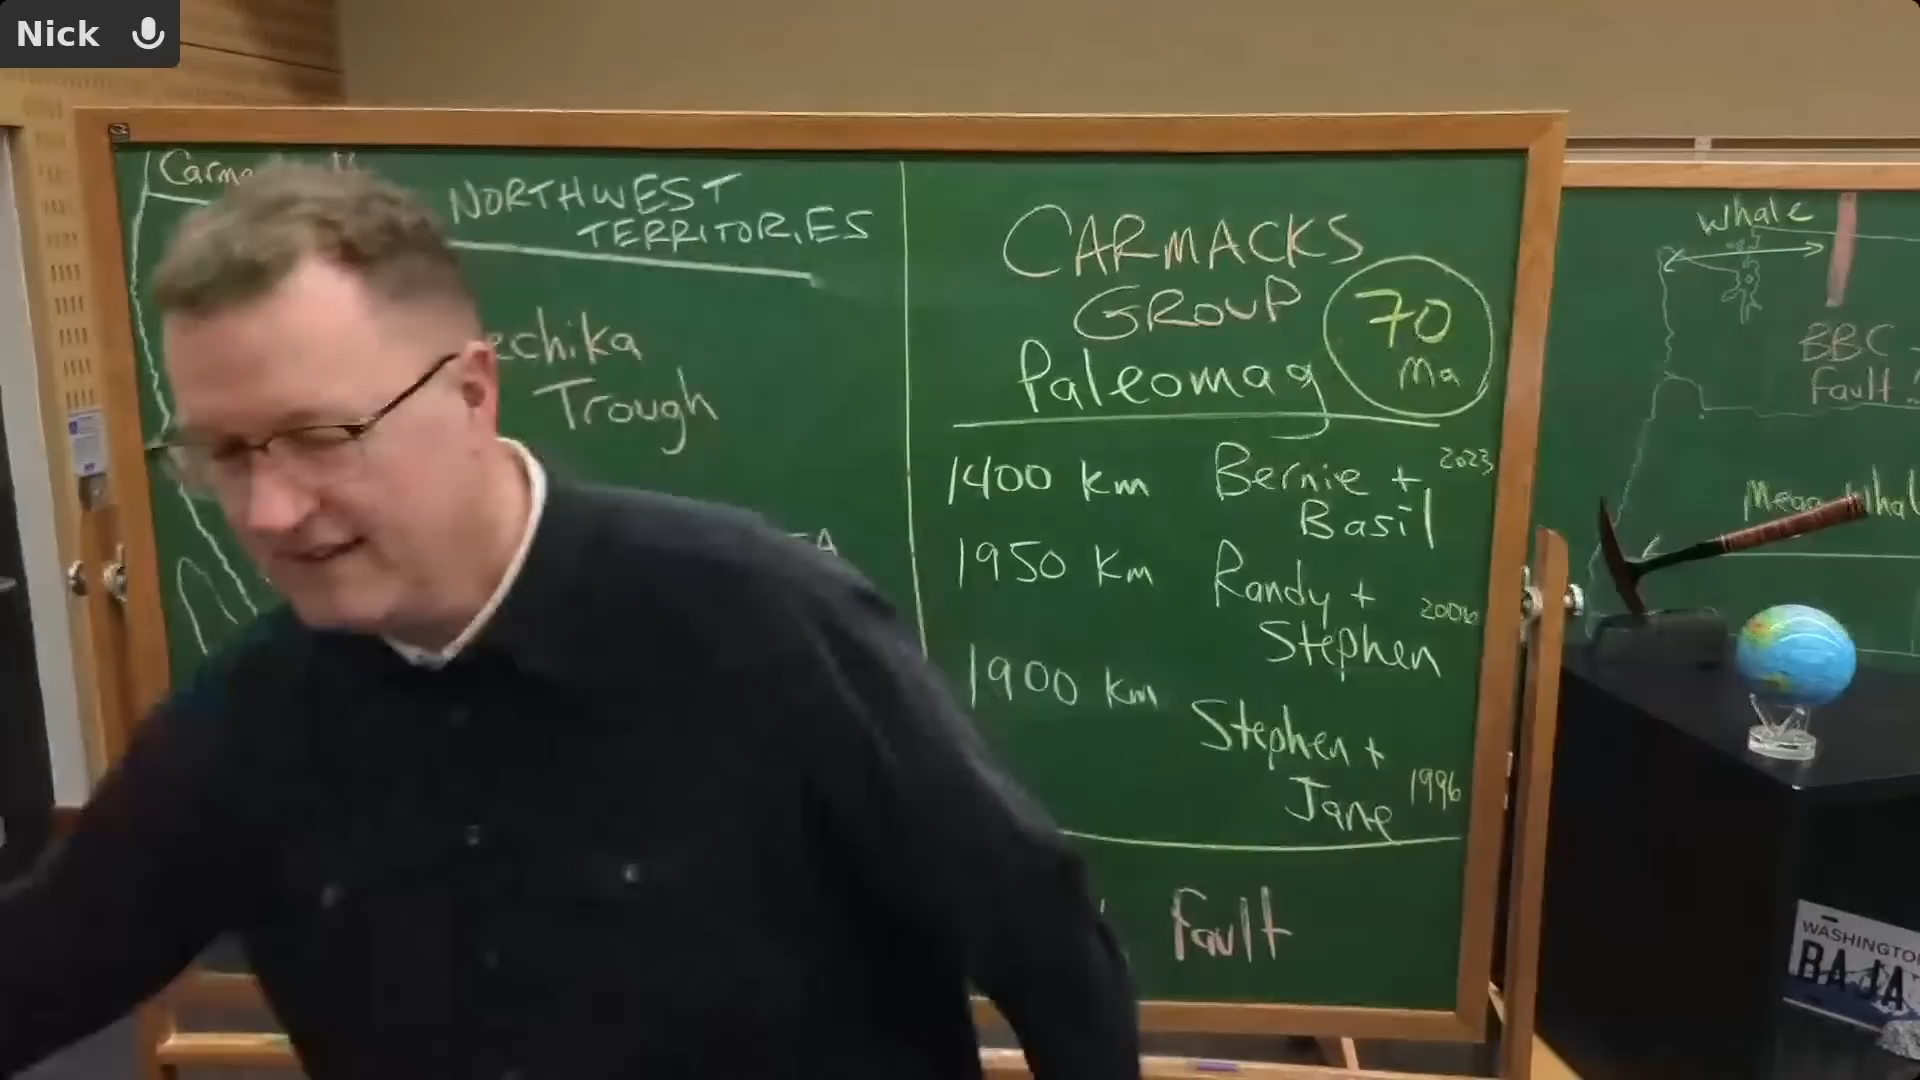 Nick
NORTHWEST
TERRITORIES
echika
Trough
CARMACKS
GROUP
Paleomag
70
Ma
1400 km Bernie + 2023
Basil
1950 km Randy + 2006
Stephen
1900 km Stephen +
Jane 1996
Fault
Whale
BBC
Fault
WASHINGTO
BAJA